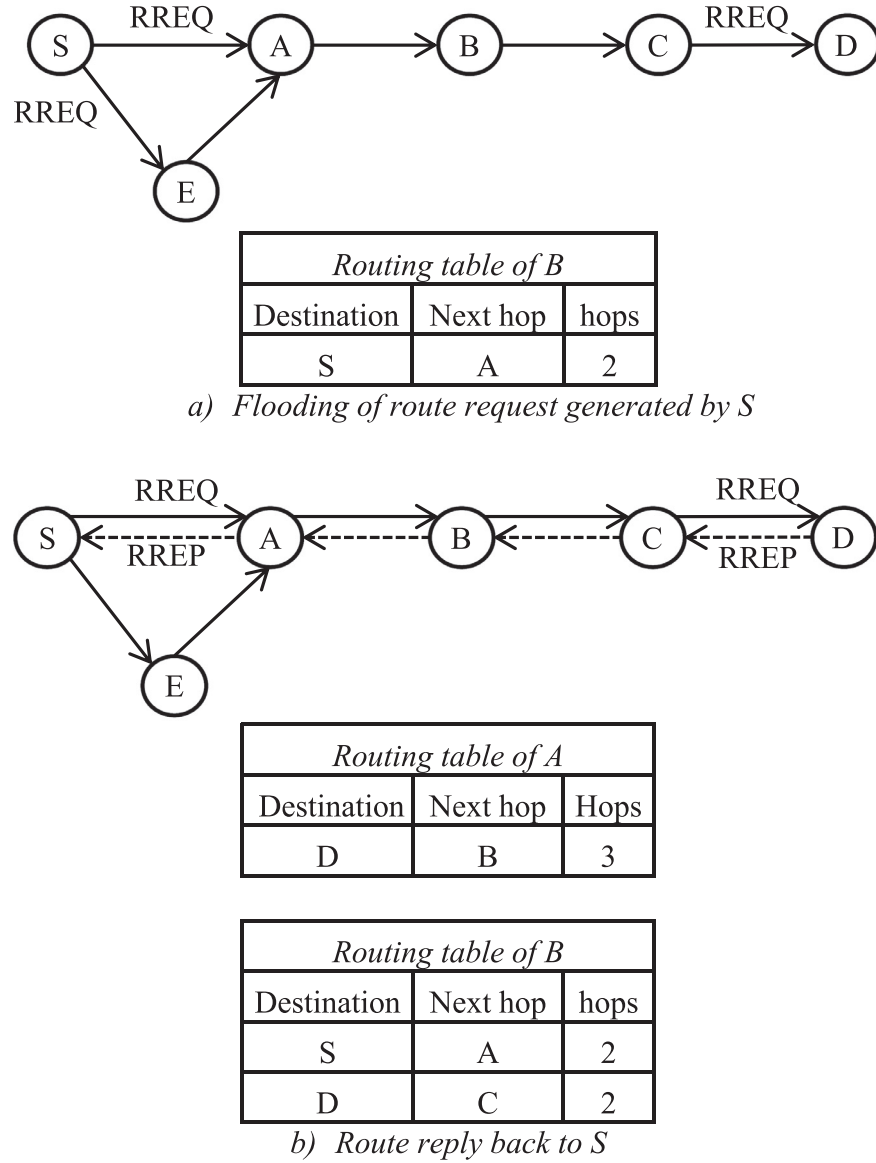 RREQ RREQ
S A B C D
RREQ
E
Routing table of B
Destination Next hop hops
S A 2
a) Flooding of route request generated by S
RREQ RREQ
S A B C D
RREP RREP
E
Routing table of A
Destination Next hop Hops
D B 3
Routing table of B
Destination Next hop hops
S A 2
D C 2
b) Route reply back to S